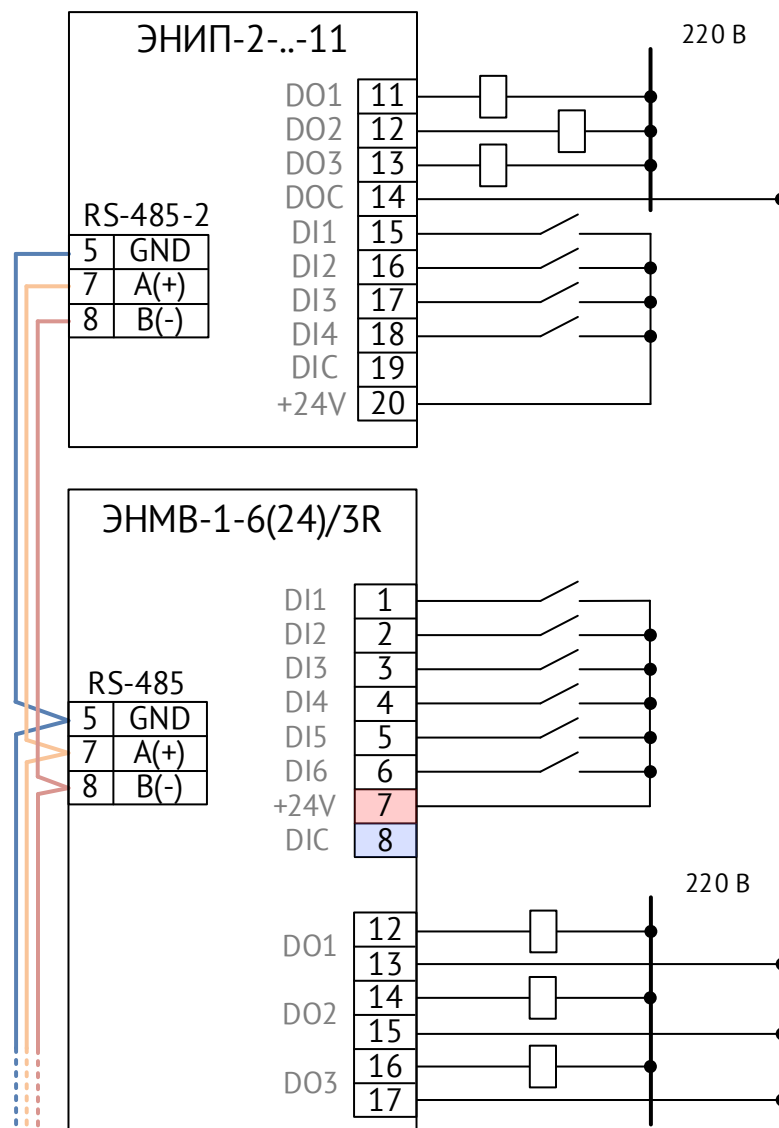 ЭНИП-2-..-11
220 В
DO1 11
DO2 12
DO3 13
DOC 14
RS-485-2
DI1 15
5 GND
DI2 16
7 A(+)
DI3 17
8 B(-)
DI4 18
DIC 19
+24V 20
ЭНМВ-1-6(24)/3R
DI1 1
DI2 2
DI3 3
RS-485
DI4 4
5 GND
DI5 5
7 A(+)
DI6 6
8 B(-)
+24V 7
DIC 8
220 В
DO1 12
13
DO2 14
15
DO3 16
17